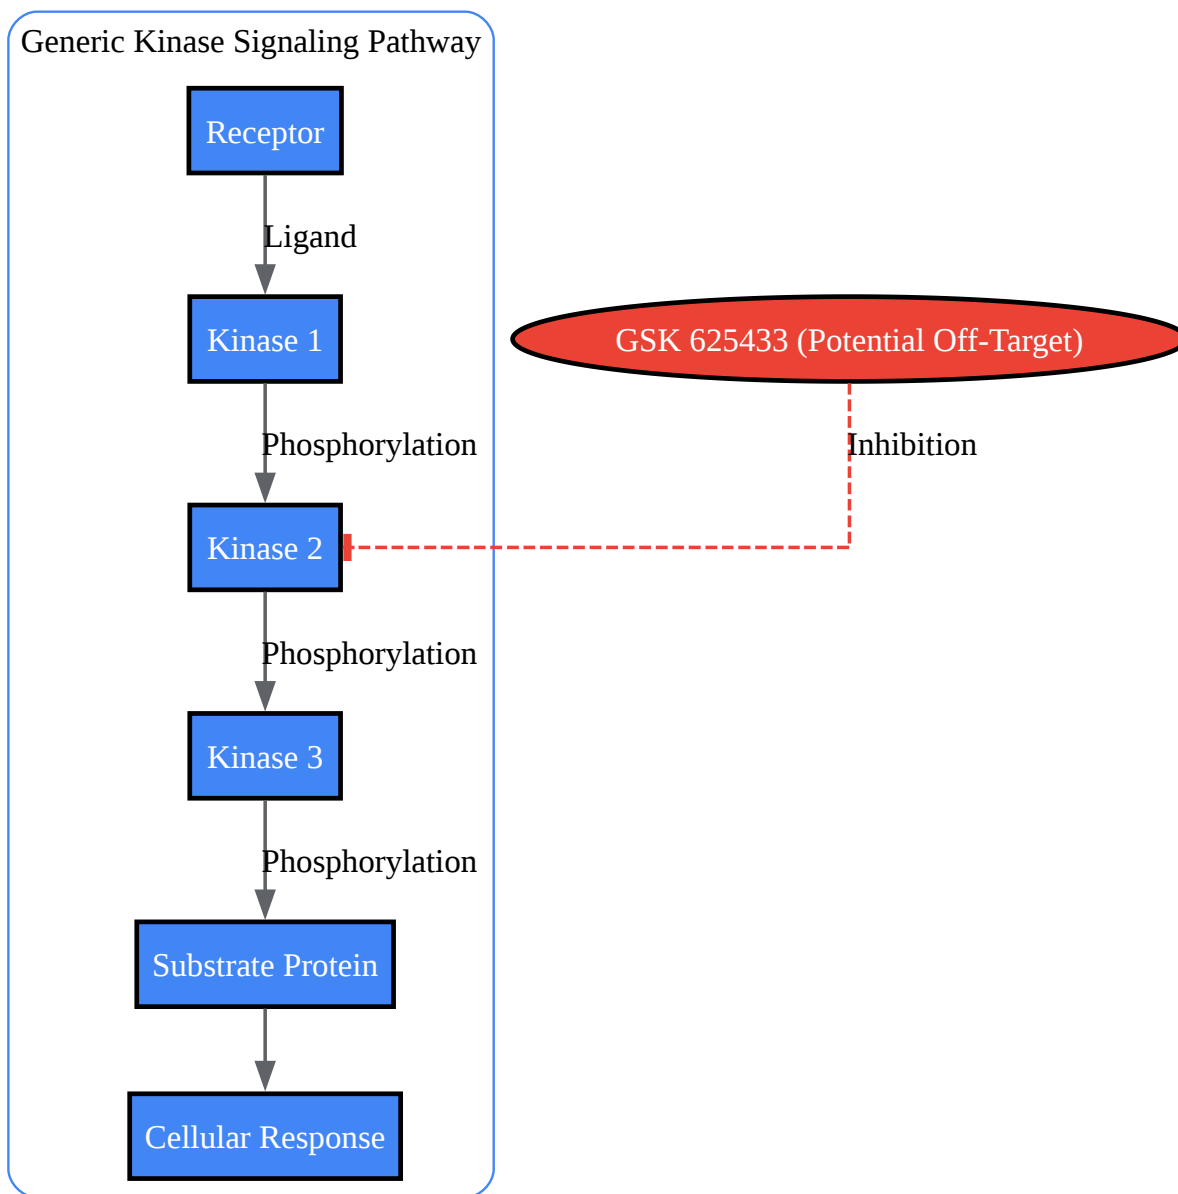 Generic Kinase Signaling Pathway
Receptor
Ligand
Kinase 1
GSK 625433 (Potential Off-Target)
Phosphorylation
Inhibition
Kinase 2
Phosphorylation
Kinase 3
Phosphorylation
Substrate Protein
Cellular Response